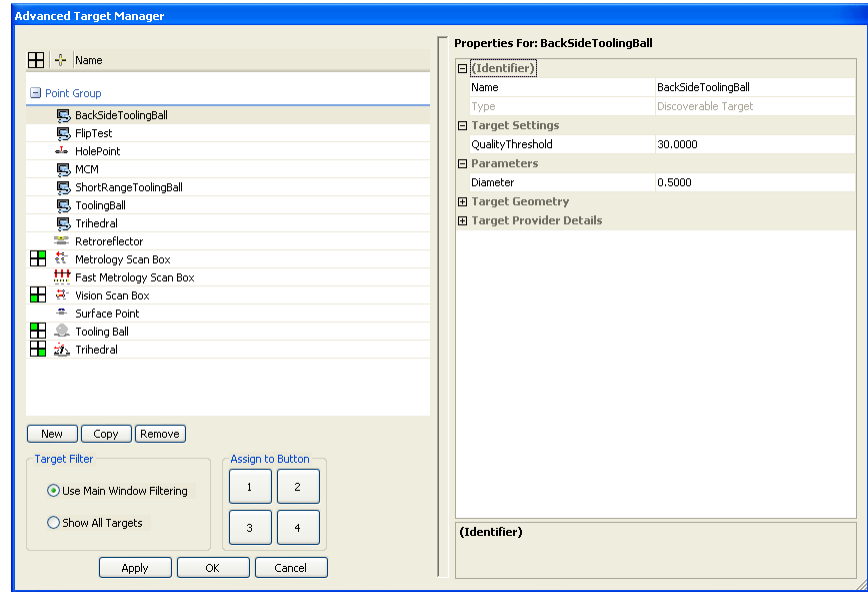 Advanced Target Manager
Name
Point Group
BackSideToolingBall
FlipTest
HolePoint
MCM
ShortRangeToolingBall
ToolingBall
Trihedral
Retroreflector
Metrology Scan Box
Fast Metrology Scan Box
Vision Scan Box
Surface Point
Tooling Ball
Trihedral
New Copy Remove
Target Filter
Use Main Window Filtering
Show All Targets
Assign to Button
1 2
3 4
Apply OK Cancel
Properties For: BackSideToolingBall
(Identifier)
Name BackSideToolingBall
Type Discoverable Target
Target Settings
QualityThreshold 30.0000
Parameters
Diameter 0.5000
Target Geometry
Target Provider Details
(Identifier)